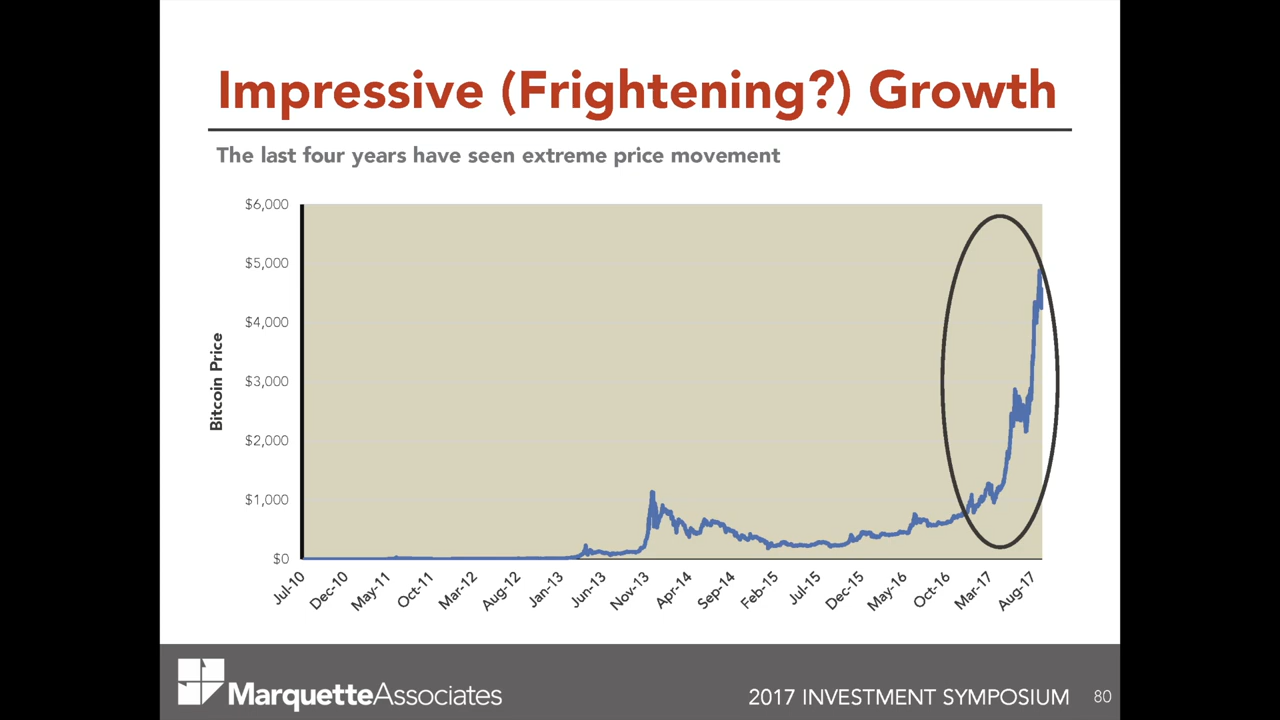 Impressive (Frightening?) Growth
The last four years have seen extreme price movement
$6,000
$5,000
$4,000
$3,000
$2,000
$1,000
$0
Bitcoin Price
Jul-10
Dec-10
May-11
Oct-11
Mar-12
Aug-12
Jan-13
Jun-13
Nov-13
Apr-14
Sep-14
Feb-15
Jul-15
Dec-15
May-16
Oct-16
Mar-17
Aug-17
MarquetteAssociates
2017 INVESTMENT SYMPOSIUM 80